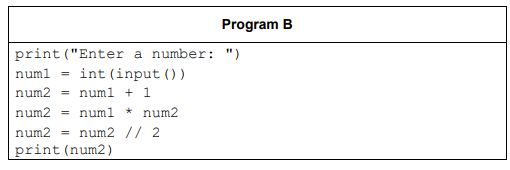 Program B
print("Enter a number: ")
num1 = int(input())
num2 = num1 + 1
num2 = num1 * num2
num2 = num2 // 2
print(num2)